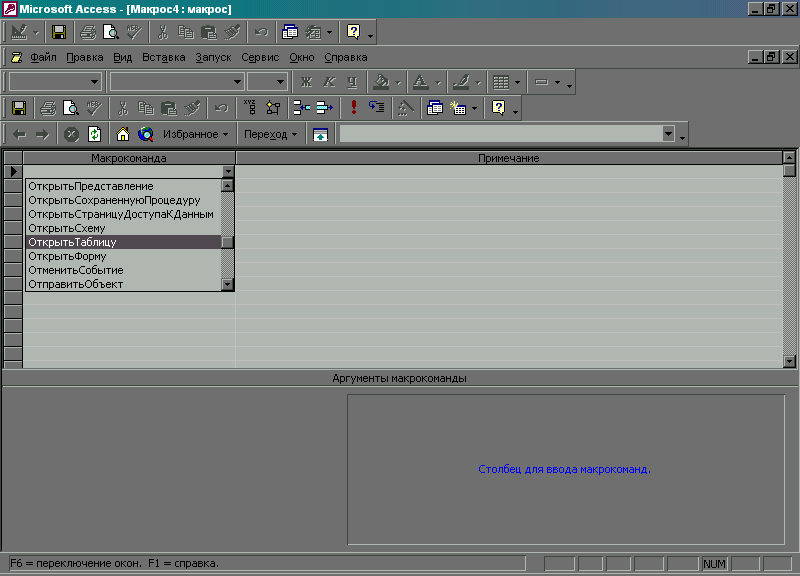 Microsoft Access - [Макрос4 : макрос]
Файл Правка Вид Вставка Запуск Сервис Окно Справка
Ж К Ч
Избранное Переход
Макрокоманда Примечание
ОткрытьПредставление
ОткрытьСохраненнуюПроцедуру
ОткрытьСтраницуДоступаКДанным
ОткрытьСхему
ОткрытьТаблицу
ОткрытьФорму
ОтменитьСобытие
ОтправитьОбъект
Аргументы макрокоманды
Столбец для ввода макрокоманд.
F6 = переключение окон. F1 = справка. NUM